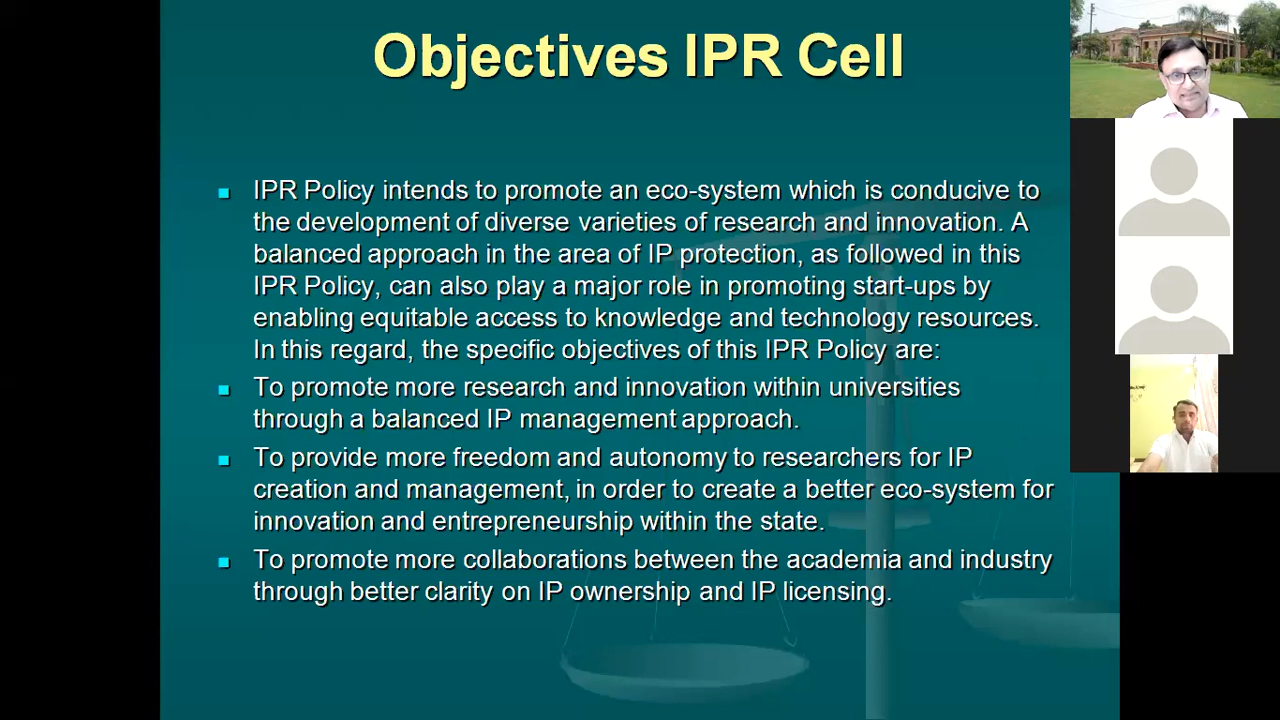 Objectives IPR Cell
IPR Policy intends to promote an eco-system which is conducive to
the development of diverse varieties of research and innovation. A
balanced approach in the area of IP protection, as followed in this
IPR Policy, can also play a major role in promoting start-ups by
enabling equitable access to knowledge and technology resources.
In this regard, the specific objectives of this IPR Policy are:
To promote more research and innovation within universities
through a balanced IP management approach.
To provide more freedom and autonomy to researchers for IP
creation and management, in order to create a better eco-system for
innovation and entrepreneurship within the state.
To promote more collaborations between the academia and industry
through better clarity on IP ownership and IP licensing.